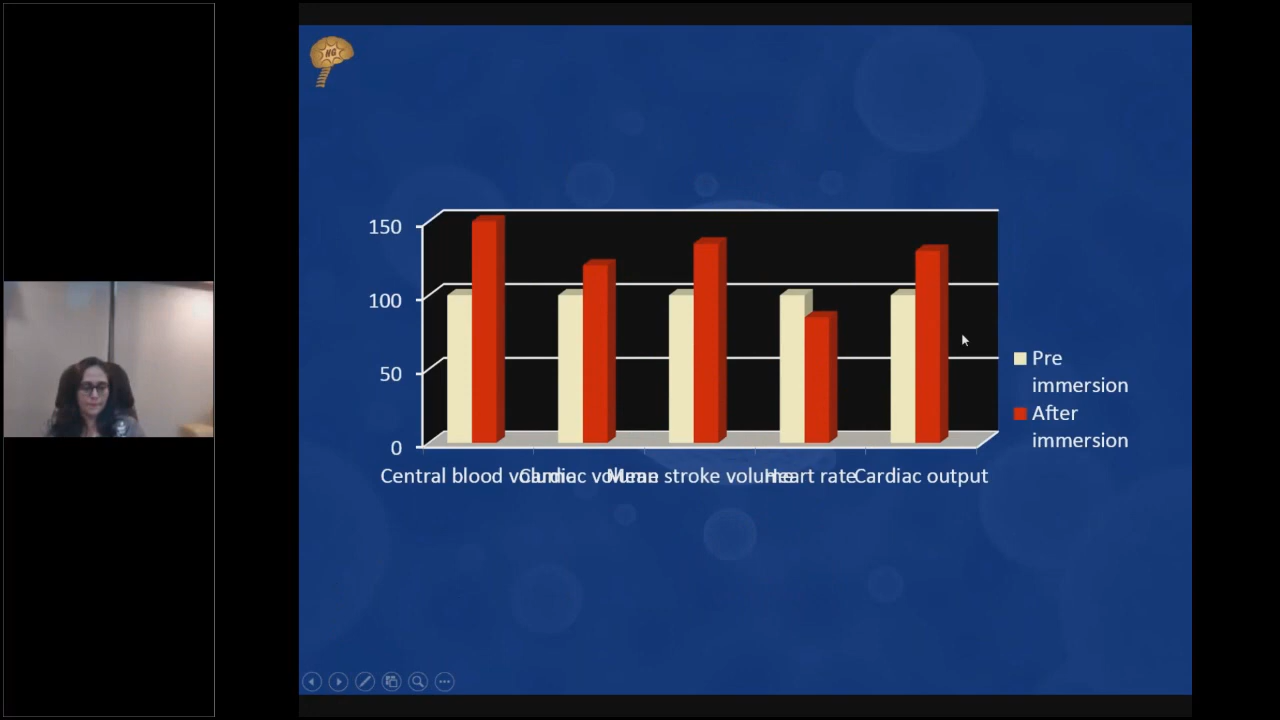 NG
150
100
50
0
Central blood volume
Cardiac volume
Mean stroke volume
Heart rate
Cardiac output
Pre
immersion
After
immersion